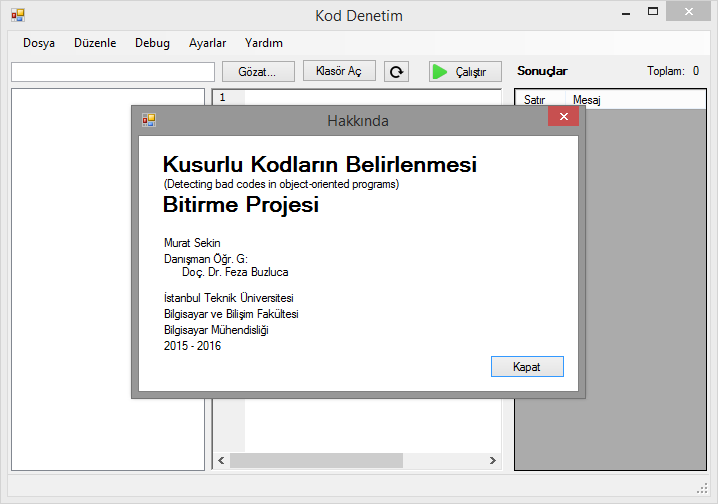 Kod Denetim
Dosya Düzenle Debug Ayarlar Yardım
Gözat... Klasör Aç Çalıştır Sonuçlar Toplam: 0
1
Satır Mesaj
Hakkında
Kusurlu Kodların Belirlenmesi
(Detecting bad codes in object-oriented programs)
Bitirme Projesi
Murat Sekin
Danışman Öğr. G:
Doç. Dr. Feza Buzluca
İstanbul Teknik Üniversitesi
Bilgisayar ve Bilişim Fakültesi
Bilgisayar Mühendisliği
2015 - 2016
Kapat